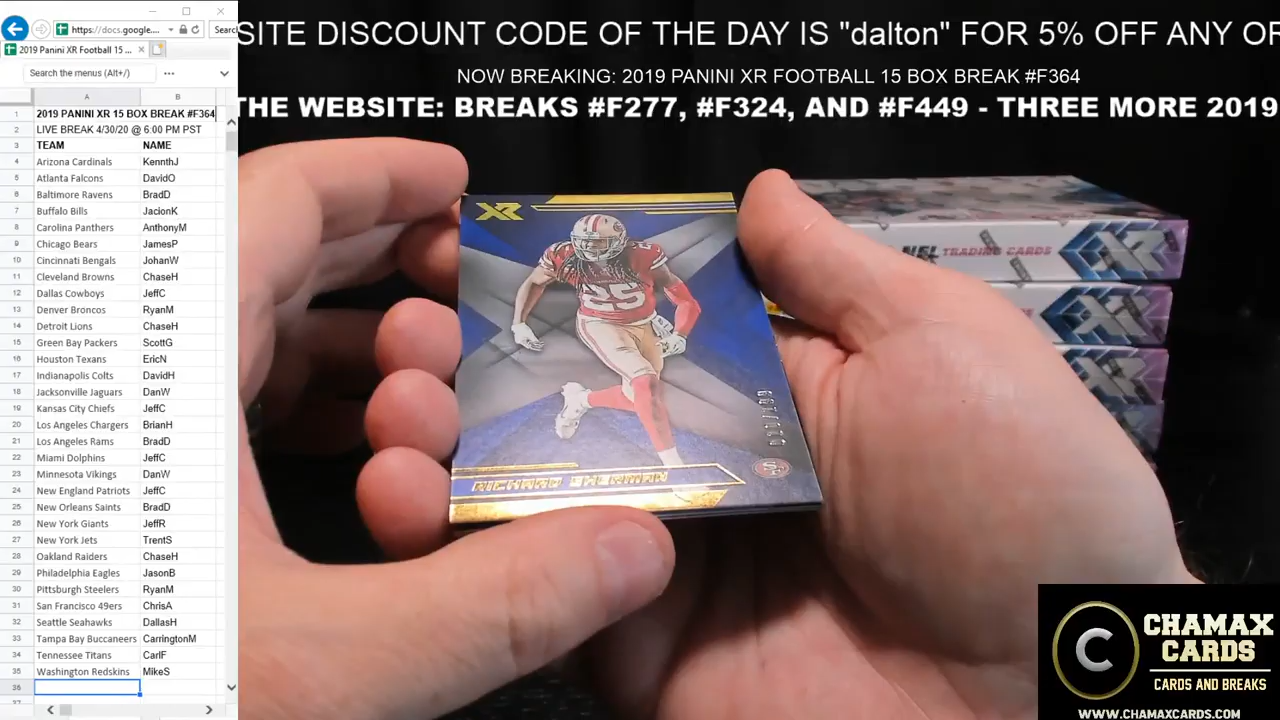 https://docs.google....
Searc
2019 Panini XR Football 15 ...
Search the menus (Alt+/)
A B
1 2019 PANINI XR 15 BOX BREAK #F364
2 LIVE BREAK 4/30/20 @ 6:00 PM PST
3 TEAM NAME
4 Arizona Cardinals KennthJ
5 Atlanta Falcons DavidO
6 Baltimore Ravens BradD
7 Buffalo Bills JacionK
8 Carolina Panthers AnthonyM
9 Chicago Bears JamesP
10 Cincinnati Bengals JohanW
11 Cleveland Browns ChaseH
12 Dallas Cowboys JeffC
13 Denver Broncos RyanM
14 Detroit Lions ChaseH
15 Green Bay Packers ScottG
16 Houston Texans EricN
17 Indianapolis Colts DavidH
18 Jacksonville Jaguars DanW
19 Kansas City Chiefs JeffC
20 Los Angeles Chargers BrianH
21 Los Angeles Rams BradD
22 Miami Dolphins JeffC
23 Minnesota Vikings DanW
24 New England Patriots JeffC
25 New Orleans Saints BradD
26 New York Giants JeffR
27 New York Jets TrentS
28 Oakland Raiders ChaseH
29 Philadelphia Eagles JasonB
30 Pittsburgh Steelers RyanM
31 San Francisco 49ers ChrisA
32 Seattle Seahawks DallasH
33 Tampa Bay Buccaneers CarringtonM
34 Tennessee Titans CarlF
35 Washington Redskins MikeS
36
SITE DISCOUNT CODE OF THE DAY IS "dalton" FOR 5% OFF ANY OR
NOW BREAKING: 2019 PANINI XR FOOTBALL 15 BOX BREAK #F364
THE WEBSITE: BREAKS #F277, #F324, AND #F449 - THREE MORE 2019
XR
25
RICHARD SHERMAN
SF
NFL TRADING CARDS
XR
XR
XR
C
CHAMAX
CARDS
CARDS AND BREAKS
WWW.CHAMAXCARDS.COM